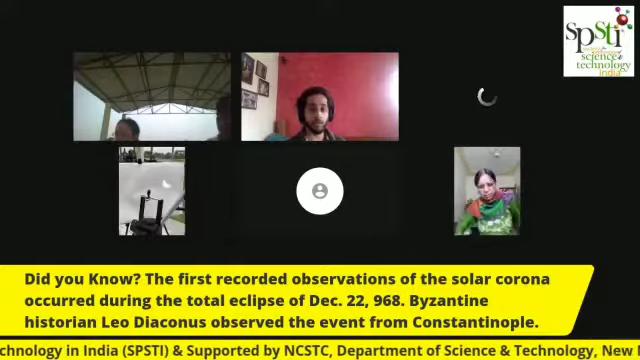 spsti
science &
technology
india
Did you Know? The first recorded observations of the solar corona
occurred during the total eclipse of Dec. 22, 968. Byzantine
historian Leo Diaconus observed the event from Constantinople.
chnology in India (SPSTI) & Supported by NCSTC, Department of Science & Technology, New